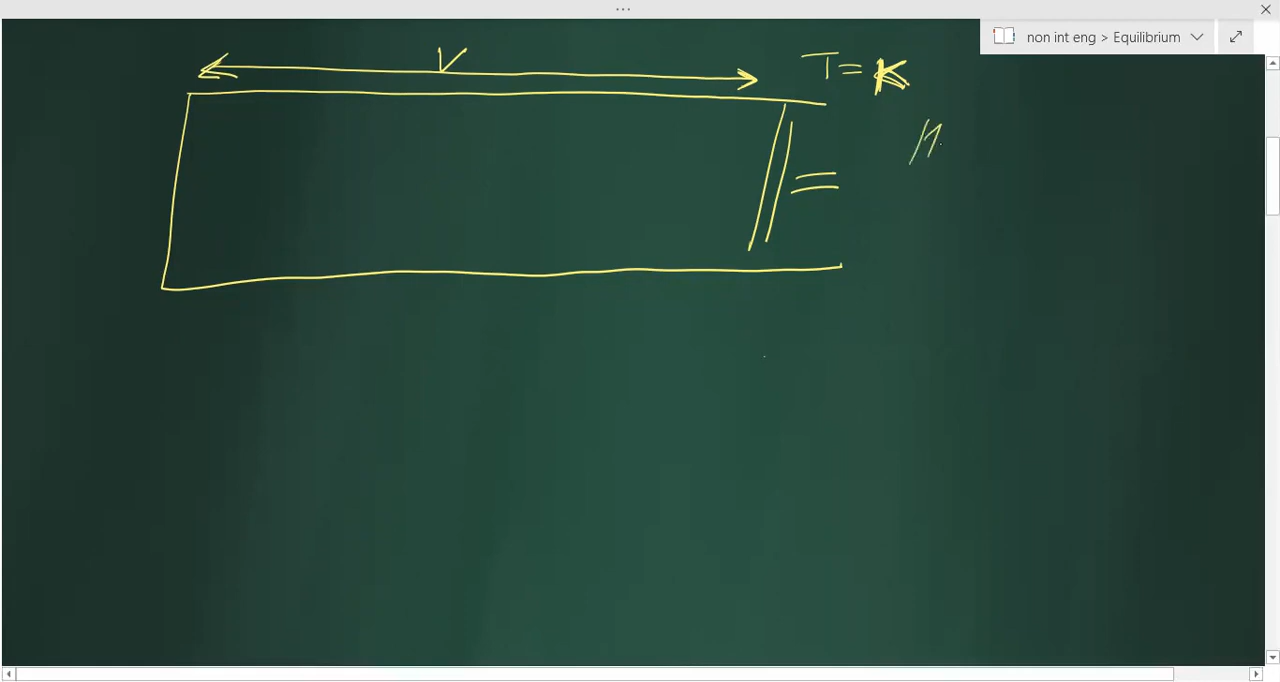 non int eng > Equilibrium
V
T = K